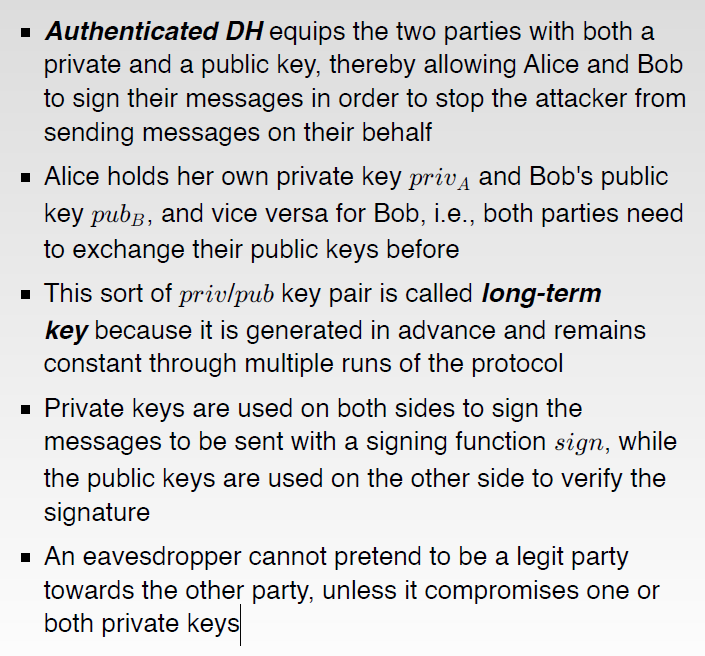 ▪ Authenticated DH equips the two parties with both a
private and a public key, thereby allowing Alice and Bob
to sign their messages in order to stop the attacker from
sending messages on their behalf
▪ Alice holds her own private key priv_A and Bob's public
key pub_B, and vice versa for Bob, i.e., both parties need
to exchange their public keys before
▪ This sort of priv/pub key pair is called long-term
key because it is generated in advance and remains
constant through multiple runs of the protocol
▪ Private keys are used on both sides to sign the
messages to be sent with a signing function sign, while
the public keys are used on the other side to verify the
signature
▪ An eavesdropper cannot pretend to be a legit party
towards the other party, unless it compromises one or
both private keys